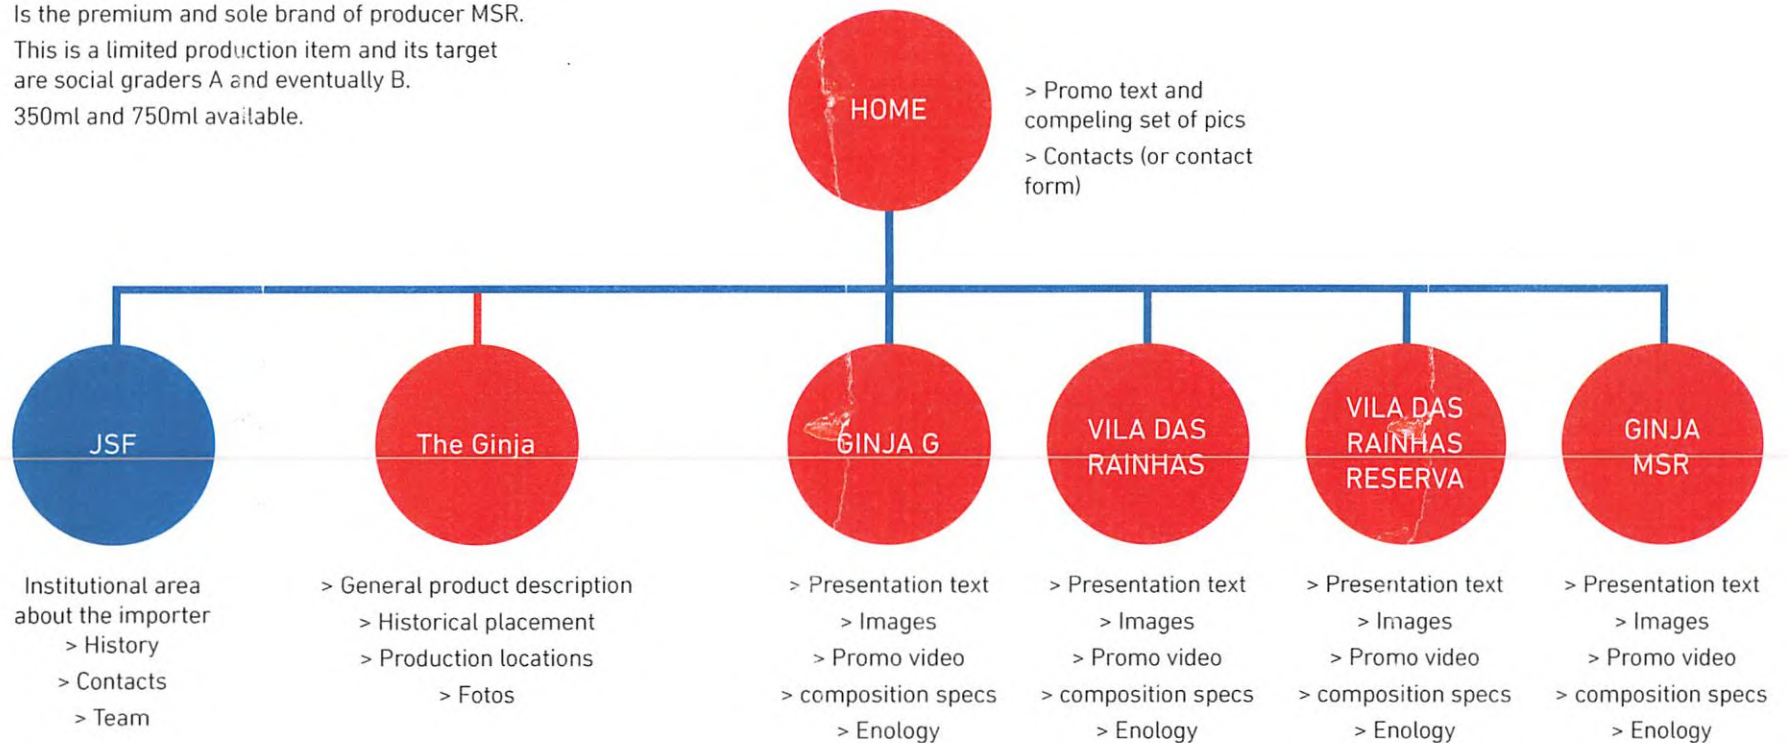 Is the premium and sole brand of producer MSR.
This is a limited production item and its target
are social graders A and eventually B.
350ml and 750ml available.
HOME
> Promo text and
compeling set of pics
> Contacts (or contact
form)
JSF
Institutional area
about the importer
> History
> Contacts
> Team
The Ginja
> General product description
> Historical placement
> Production locations
> Fotos
GINJA G
> Presentation text
> Images
> Promo video
> composition specs
> Enology
VILA DAS
RAINHAS
> Presentation text
> Images
> Promo video
> composition specs
> Enology
VILA DAS
RAINHAS
RESERVA
> Presentation text
> Images
> Promo video
> composition specs
> Enology
GINJA
MSR
> Presentation text
> Images
> Promo video
> composition specs
> Enology